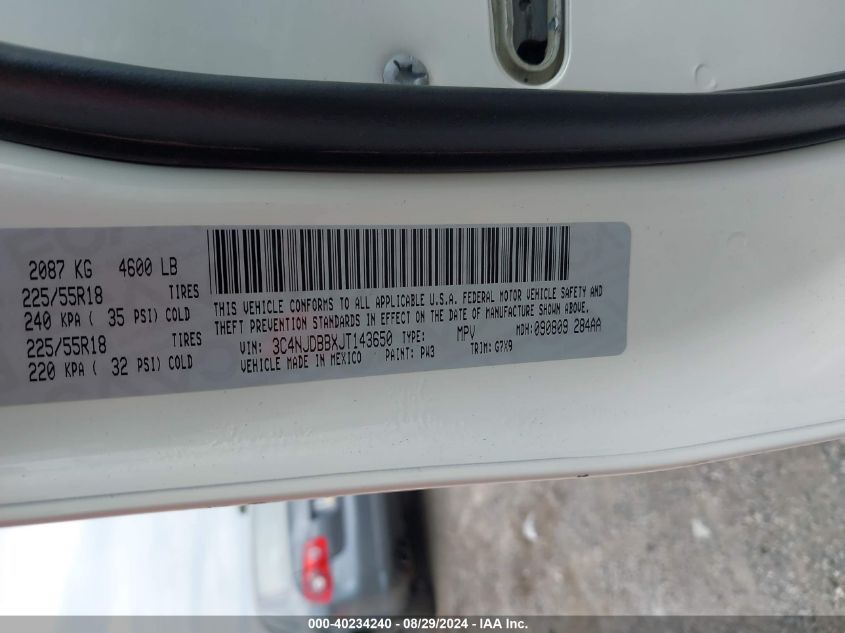 2087 KG 4600 LB
225/55R18 TIRES
240 KPA ( 35 PSI) COLD
225/55R18 TIRES
220 KPA ( 32 PSI) COLD
THIS VEHICLE CONFORMS TO ALL APPLICABLE U.S.A. FEDERAL MOTOR VEHICLE SAFETY AND
THEFT PREVENTION STANDARDS IN EFFECT ON THE DATE OF MANUFACTURE SHOWN ABOVE.
VIN: 3C4NJDBBXJT143650 TYPE: MPV MDH:090809 284AA
VEHICLE MADE IN MEXICO PAINT: PW3 TRIM: G7X9
000-40234240 - 08/29/2024 - IAA Inc.